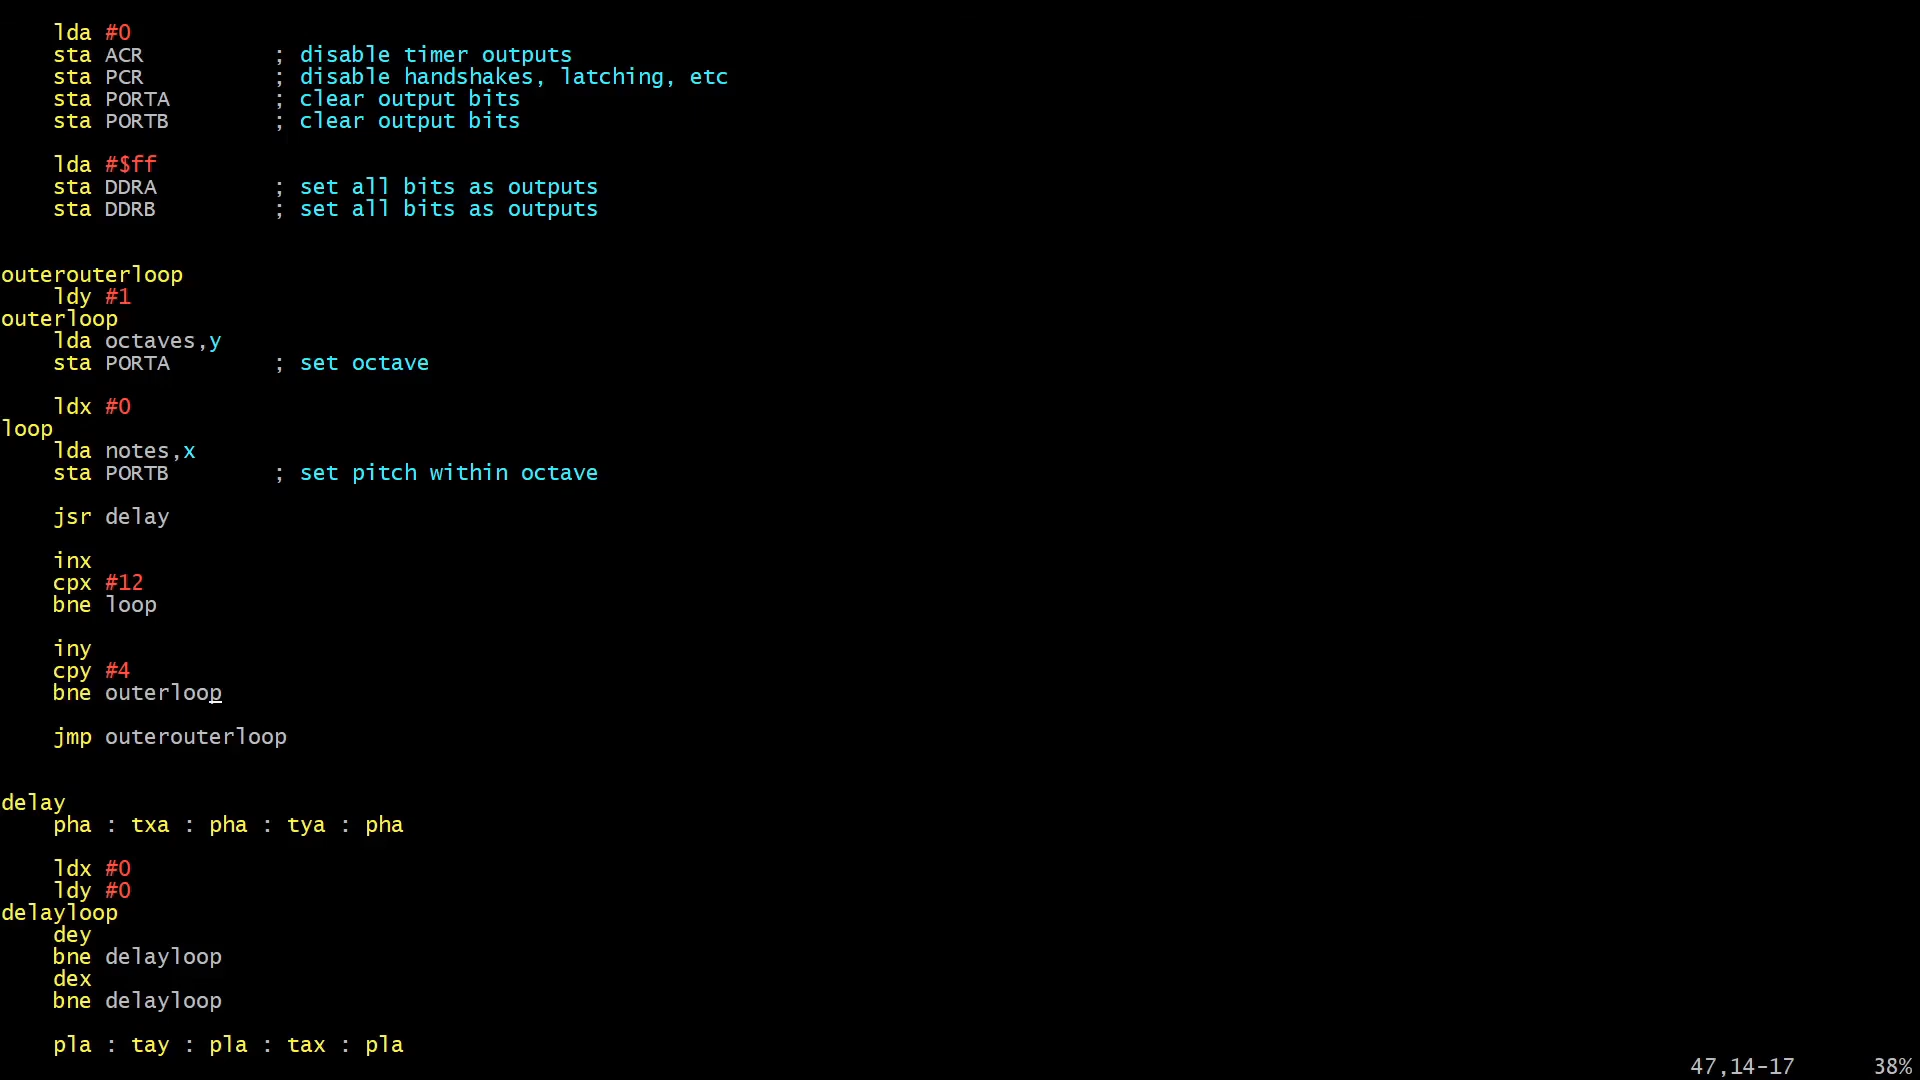 lda #0
sta ACR ; disable timer outputs
sta PCR ; disable handshakes, latching, etc
sta PORTA ; clear output bits
sta PORTB ; clear output bits
lda #$ff
sta DDRA ; set all bits as outputs
sta DDRB ; set all bits as outputs
outerouterloop
ldy #1
outerloop
lda octaves,y
sta PORTA ; set octave
ldx #0
loop
lda notes,x
sta PORTB ; set pitch within octave
jsr delay
inx
cpx #12
bne loop
iny
cpy #4
bne outerloop
jmp outerouterloop
delay
pha : txa : pha : tya : pha
ldx #0
ldy #0
delayloop
dey
bne delayloop
dex
bne delayloop
pla : tay : pla : tax : pla
47,14-17 38%